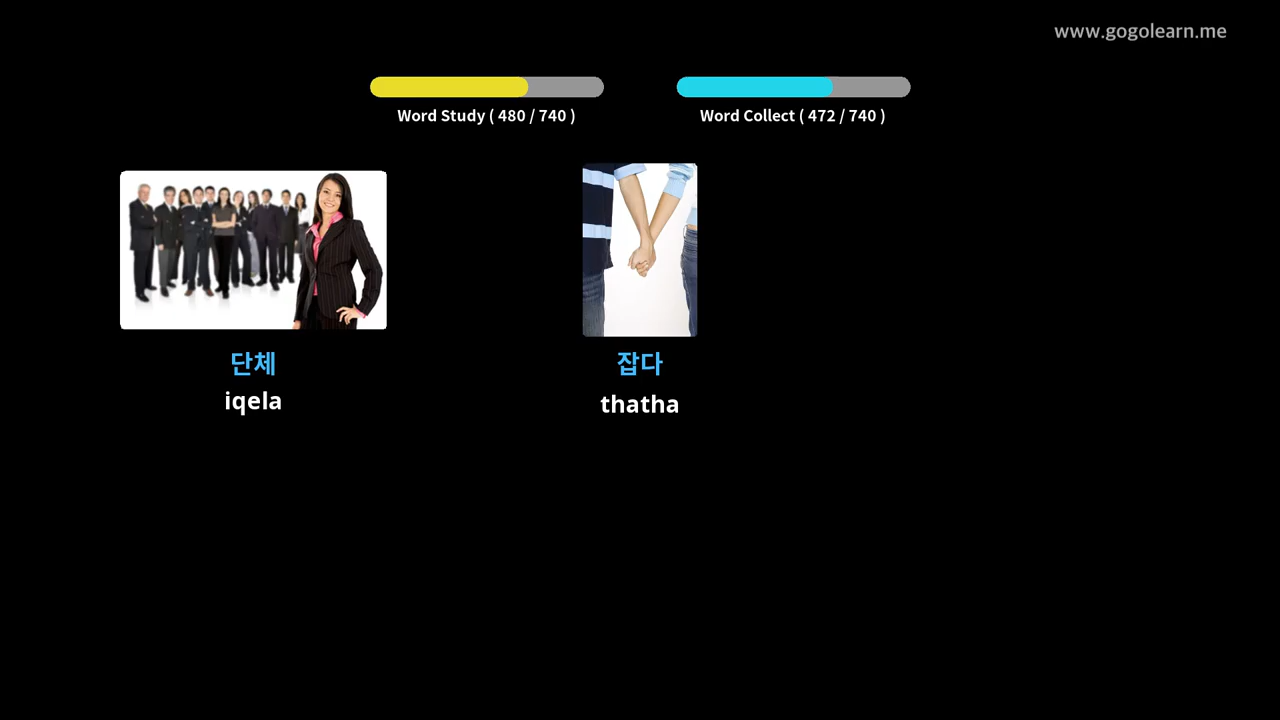 www.gogolearn.me
Word Study ( 480 / 740 )
Word Collect ( 472 / 740 )
단체
iqela
잡다
thatha